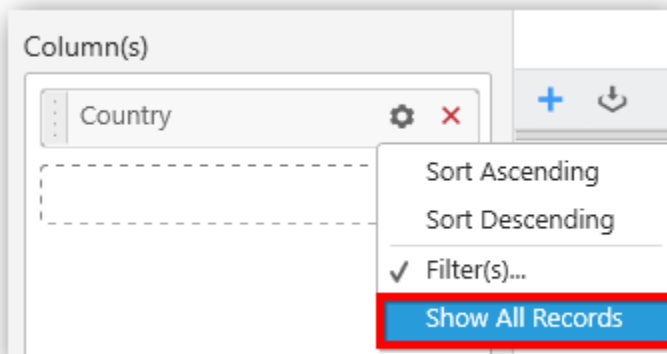 Column(s)
Country
Sort Ascending
Sort Descending
Filter(s)...
Show All Records